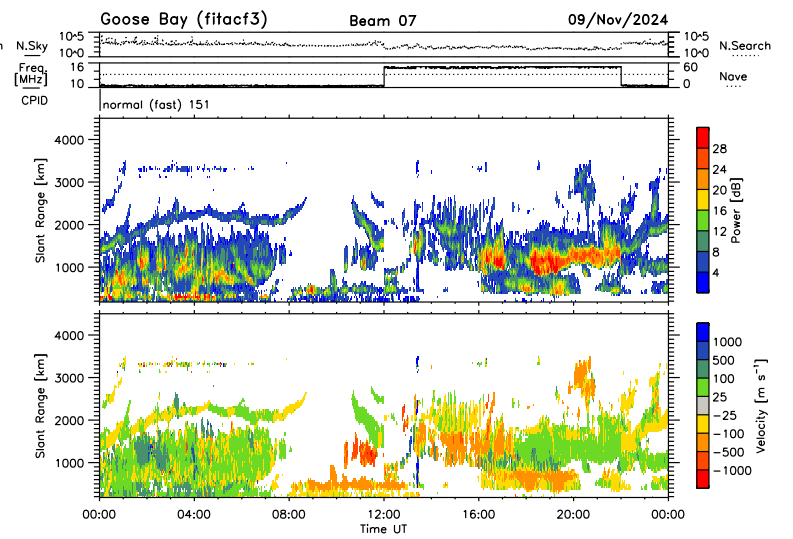 Goose Bay (fitacf3) Beam 07 09/Nov/2024
n N.Sky 10^5 10^0 10^5 10^0 N.Search
Freq. [MHz] 16 10 60 0 Nave
CPID normal (fast) 151
Slant Range [km] 4000 3000 2000 1000
28 24 20 16 12 8 4 Power [dB]
Slant Range [km] 4000 3000 2000 1000
1000 500 100 25 -25 -100 -500 -1000 Velocity [m s⁻¹]
00:00 04:00 08:00 12:00 16:00 20:00 00:00
Time UT